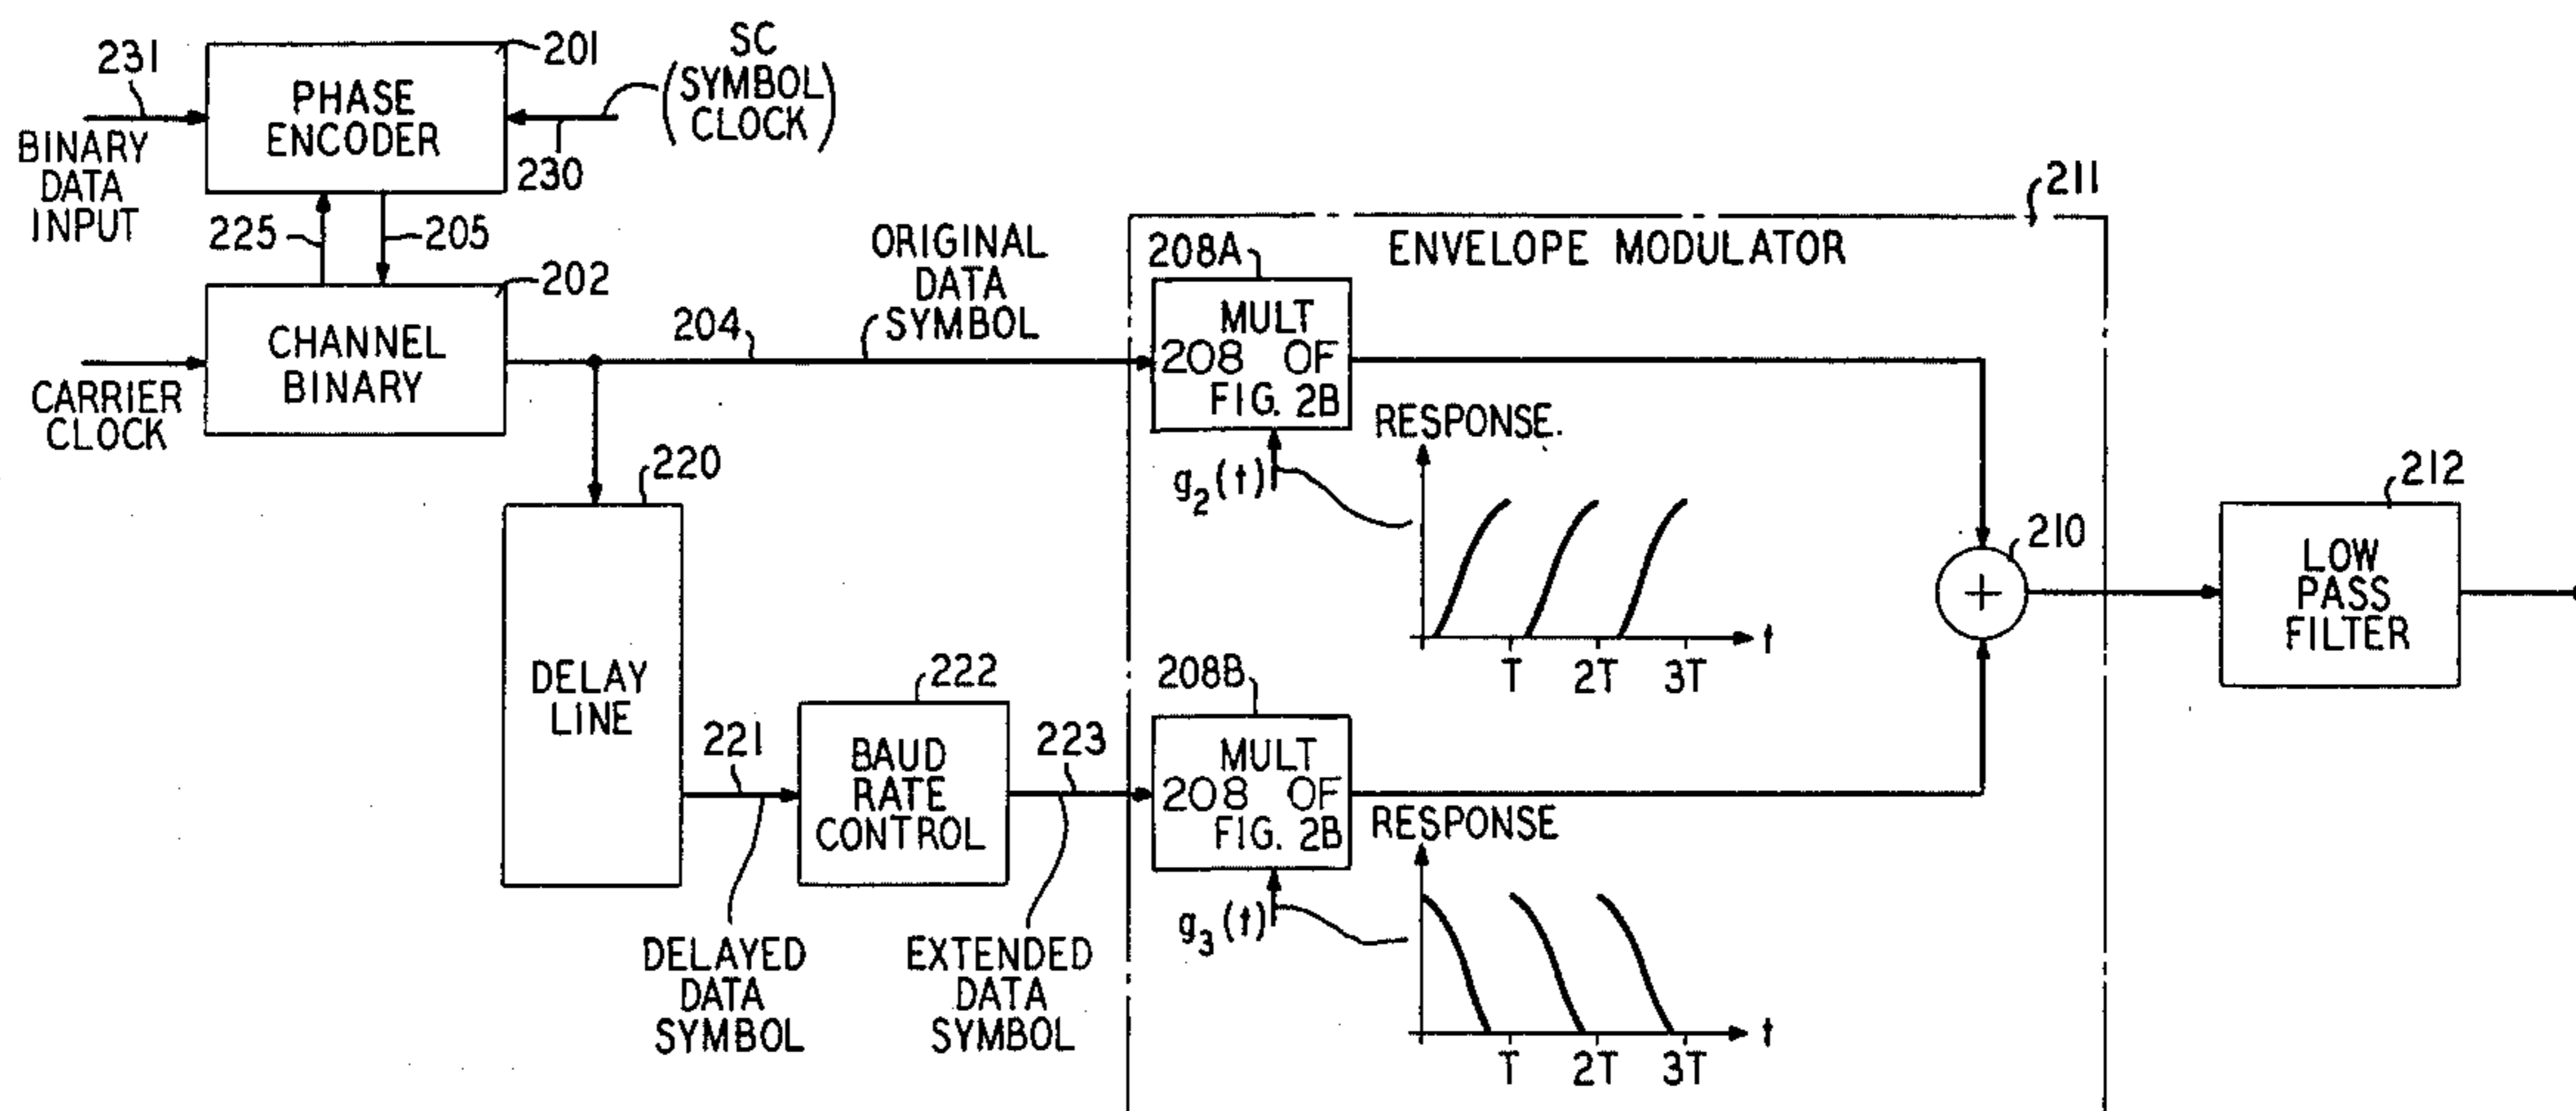 231
BINARY
DATA
INPUT
PHASE
ENCODER
201
SC
(SYMBOL
CLOCK)
230
225
205
CARRIER
CLOCK
CHANNEL
BINARY
202
204
ORIGINAL
DATA
SYMBOL
220
DELAY
LINE
221
DELAYED
DATA
SYMBOL
222
BAUD
RATE
CONTROL
223
EXTENDED
DATA
SYMBOL
211
ENVELOPE MODULATOR
208A
MULT
208 OF
FIG. 2B
g2(t)
RESPONSE.
T 2T 3T t
208B
MULT
208 OF
FIG. 2B
g3(t)
RESPONSE
T 2T 3T t
210
+
212
LOW
PASS
FILTER